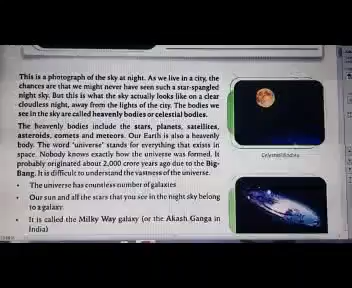 This is a photograph of the sky at night. As we live in a city, the
chances are that we might never have seen such a star-spangled
night sky. But this is what the sky actually looks like on a clear
cloudless night, away from the lights of the city. The bodies we
see in the sky are called heavenly bodies or celestial bodies.
The heavenly bodies include the stars, planets, satellites,
asteroids, comets and meteors. Our Earth is also a heavenly
body. The word 'universe' stands for everything that exists in
space. Nobody knows exactly how the universe was formed. It
probably originated about 2,000 crore years ago due to the Big-
Bang. It is difficult to understand the vastness of the universe.
• The universe has countless number of galaxies
• Our sun and all the stars that you see in the night sky belong
to a galaxy
• It is called the Milky Way galaxy (or the Akash Ganga in
India)
Celestial Bodies